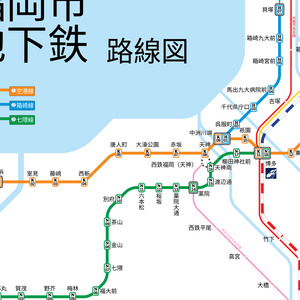 福岡市
地下鉄 路線図
空港線
箱崎線
七隈線
貝塚
箱崎九大前
箱崎宮前
馬出九大病院前
吉塚
千代県庁口
呉服町
中洲川端
祇園
唐人町
大濠公園
赤坂
天神
西新
藤崎
室見
浜
西鉄福岡（天神）
櫛田神社前
博多
東
天神南
渡辺通
薬院
薬院大通
桜坂
六本松
別府
茶山
金山
七隈
福大前
梅林
野芥
賀茂
西鉄平尾
高宮
大橋
竹下